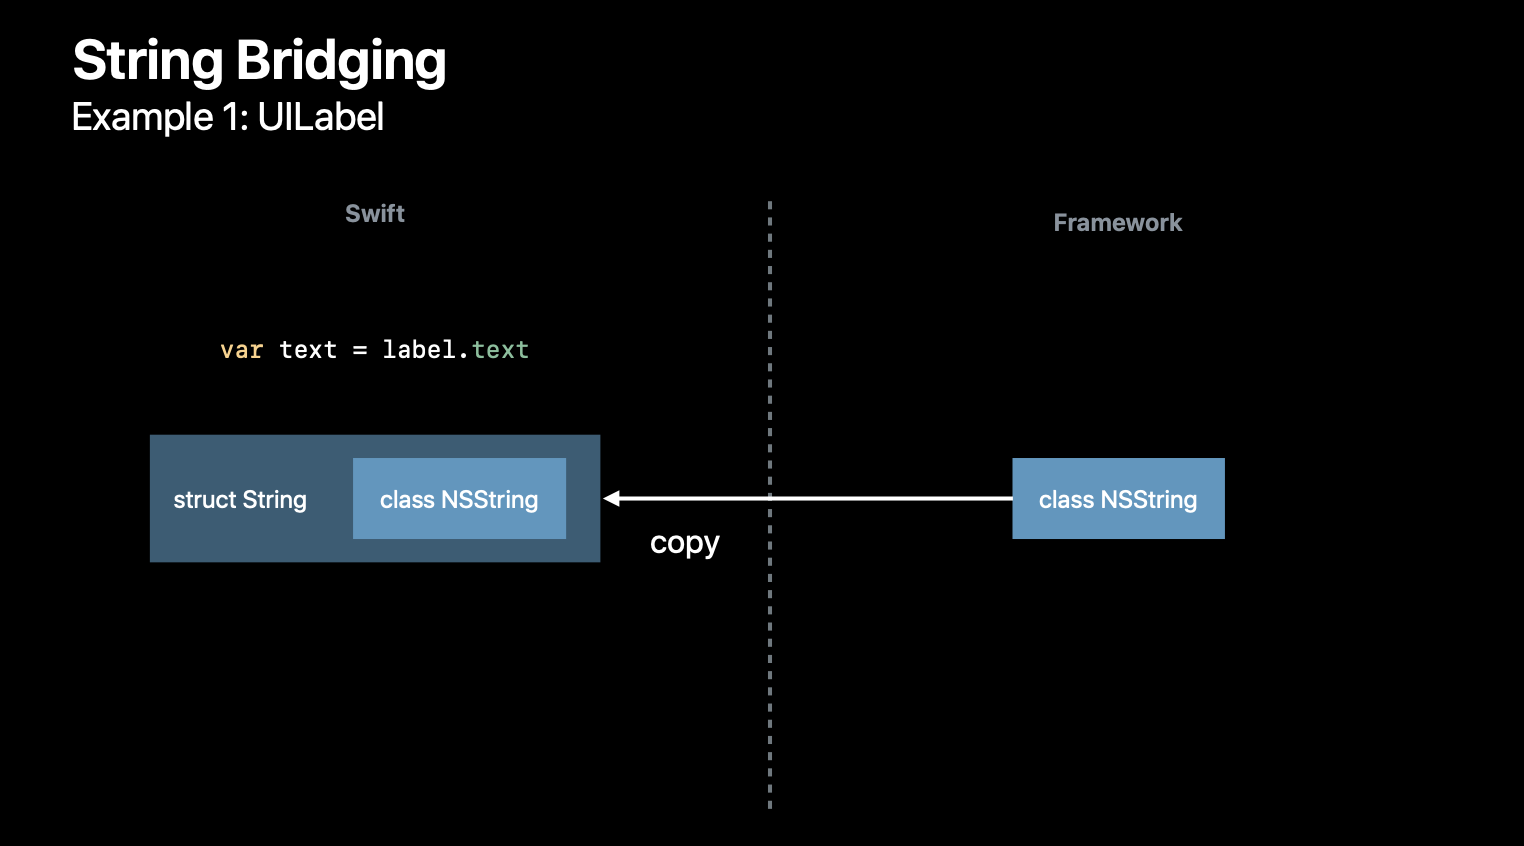 String Bridging
Example 1: UILabel
Swift
Framework
var text = label.text
struct String
class NSString
class NSString
copy